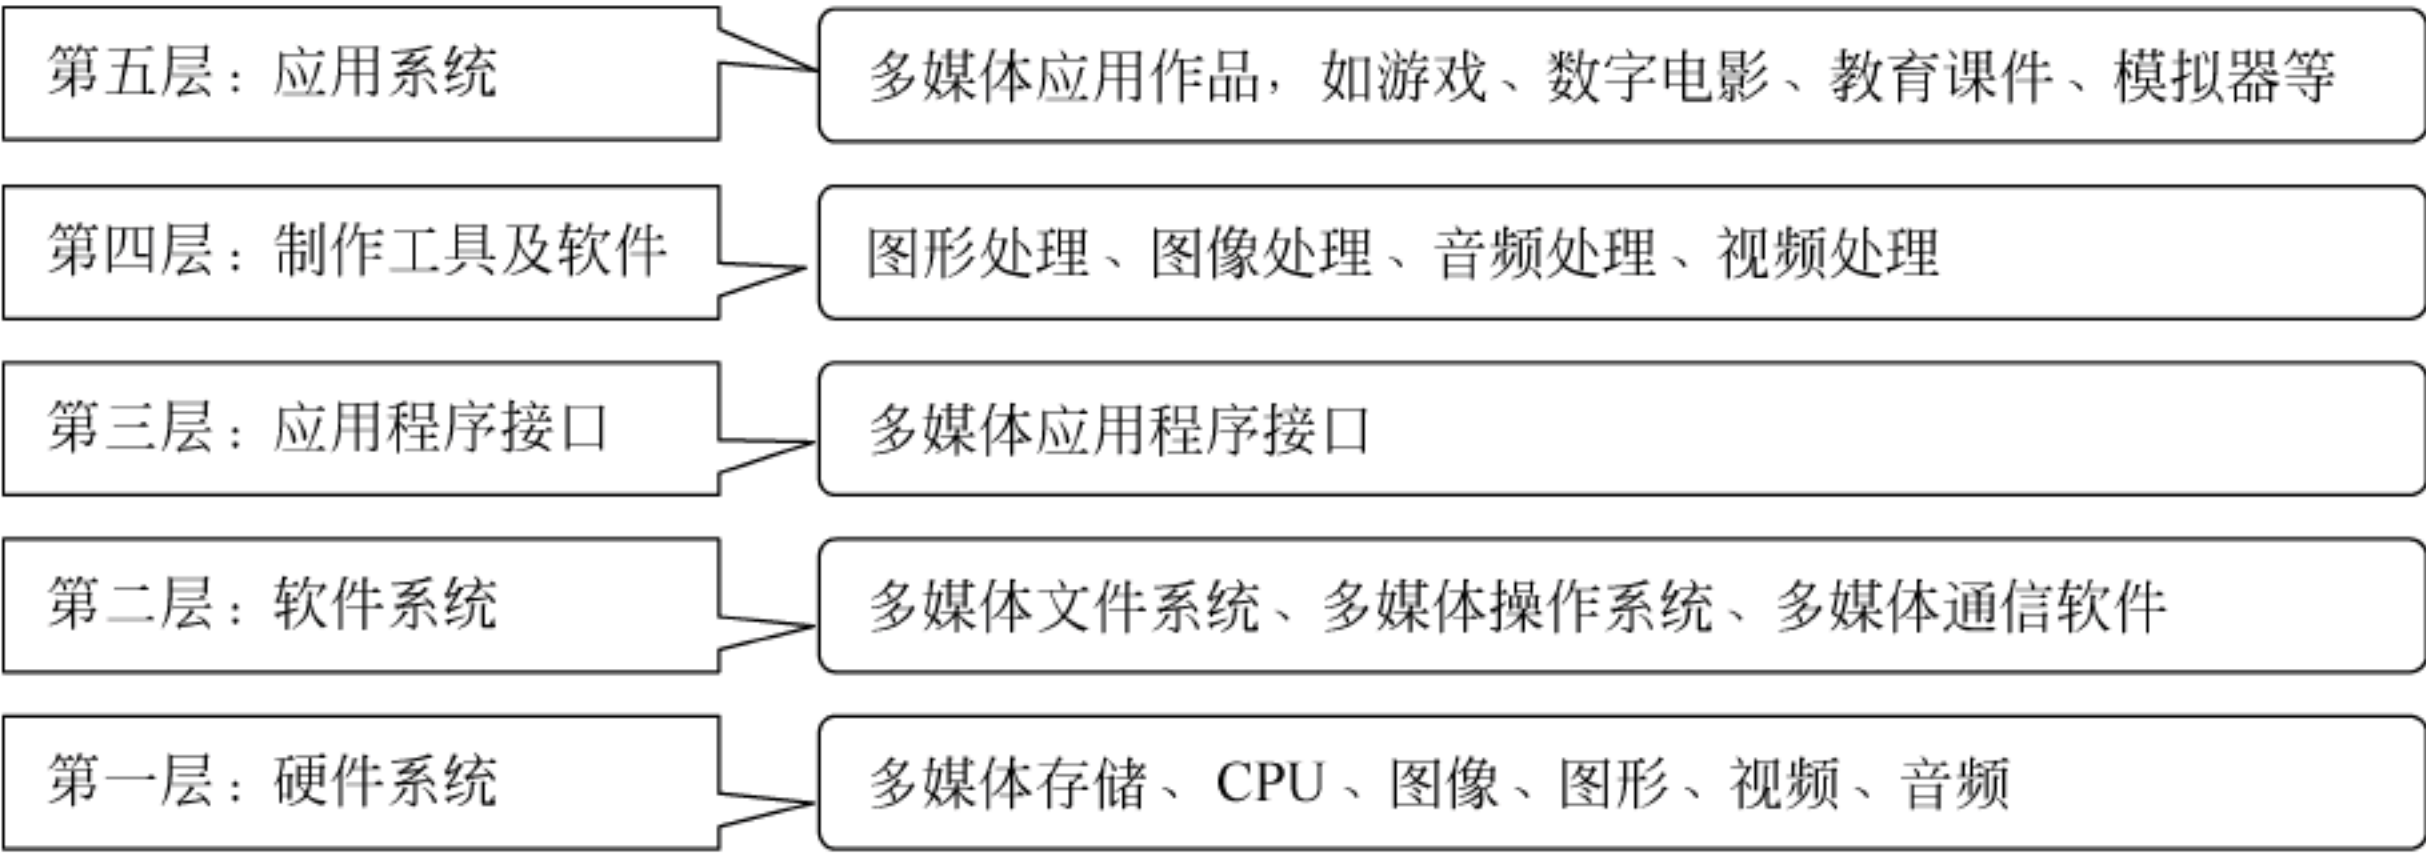 第五层：应用系统
多媒体应用作品，如游戏、数字电影、教育课件、模拟器等
第四层：制作工具及软件
图形处理、图像处理、音频处理、视频处理
第三层：应用程序接口
多媒体应用程序接口
第二层：软件系统
多媒体文件系统、多媒体操作系统、多媒体通信软件
第一层：硬件系统
多媒体存储、CPU、图像、图形、视频、音频